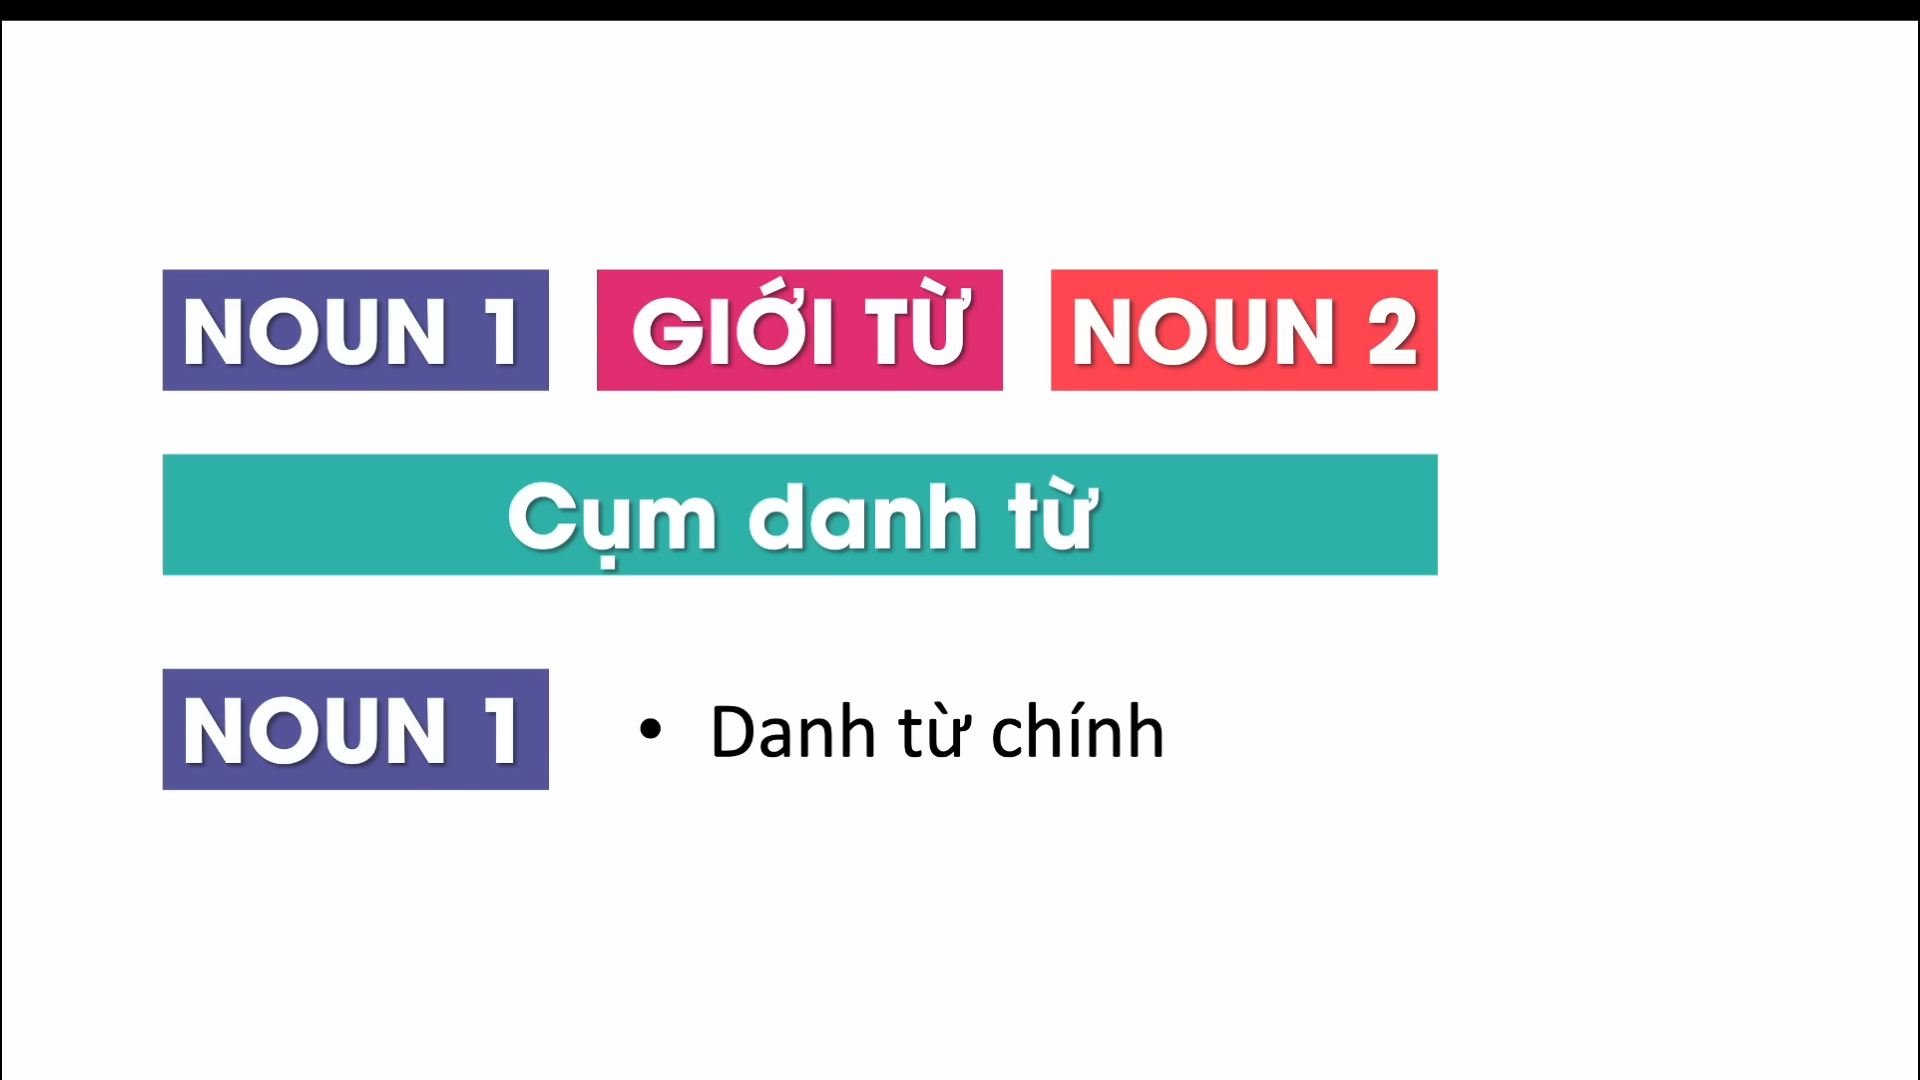 NOUN 1 GIỚI TỪ NOUN 2
Cụm danh từ
NOUN 1 • Danh từ chính